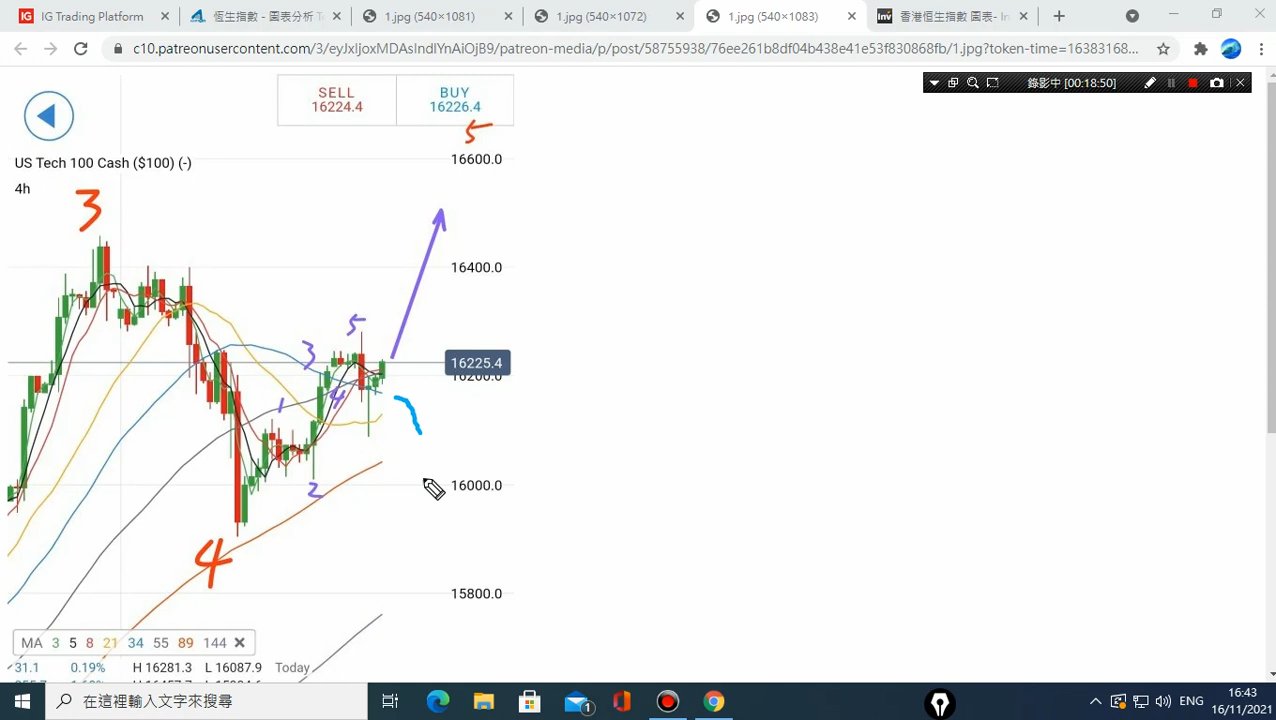 IG Trading Platform
恆生指數 - 圖表分析 T
1.jpg (540×1081)
1.jpg (540×1072)
1.jpg (540×1083)
香港恒生指數 圖表- In
Inv
c10.patreonusercontent.com/3/eyJxIjoxMDAsIndlYnAiOjB9/patreon-media/p/post/58755938/76ee261b8df04b438e41e53f830868fb/1.jpg?token-time=16383168...
錄影中 [00:18:50]
SELL
16224.4
BUY
16226.4
5
US Tech 100 Cash ($100) (-)
16600.0
4h
3
16400.0
5
3
16225.4
16200.0
4
1
2
16000.0
4
15800.0
MA 3 5 8 21 34 55 89 144
31.1 0.19% H 16281.3 L 16087.9 Today
在這裡輸入文字來搜尋
1
ENG
16:43
16/11/2021